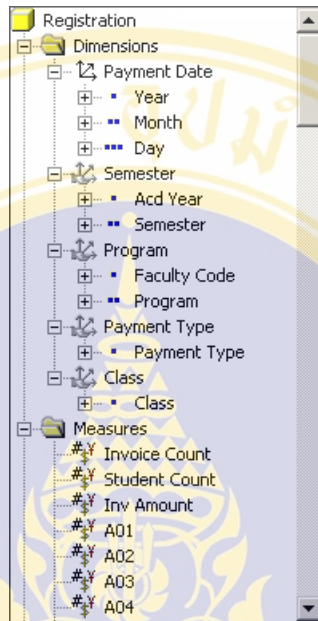 Registration
Dimensions
Payment Date
Year
Month
Day
Semester
Acd Year
Semester
Program
Faculty Code
Program
Payment Type
Payment Type
Class
Class
Measures
Invoice Count
Student Count
Inv Amount
A01
A02
A03
A04